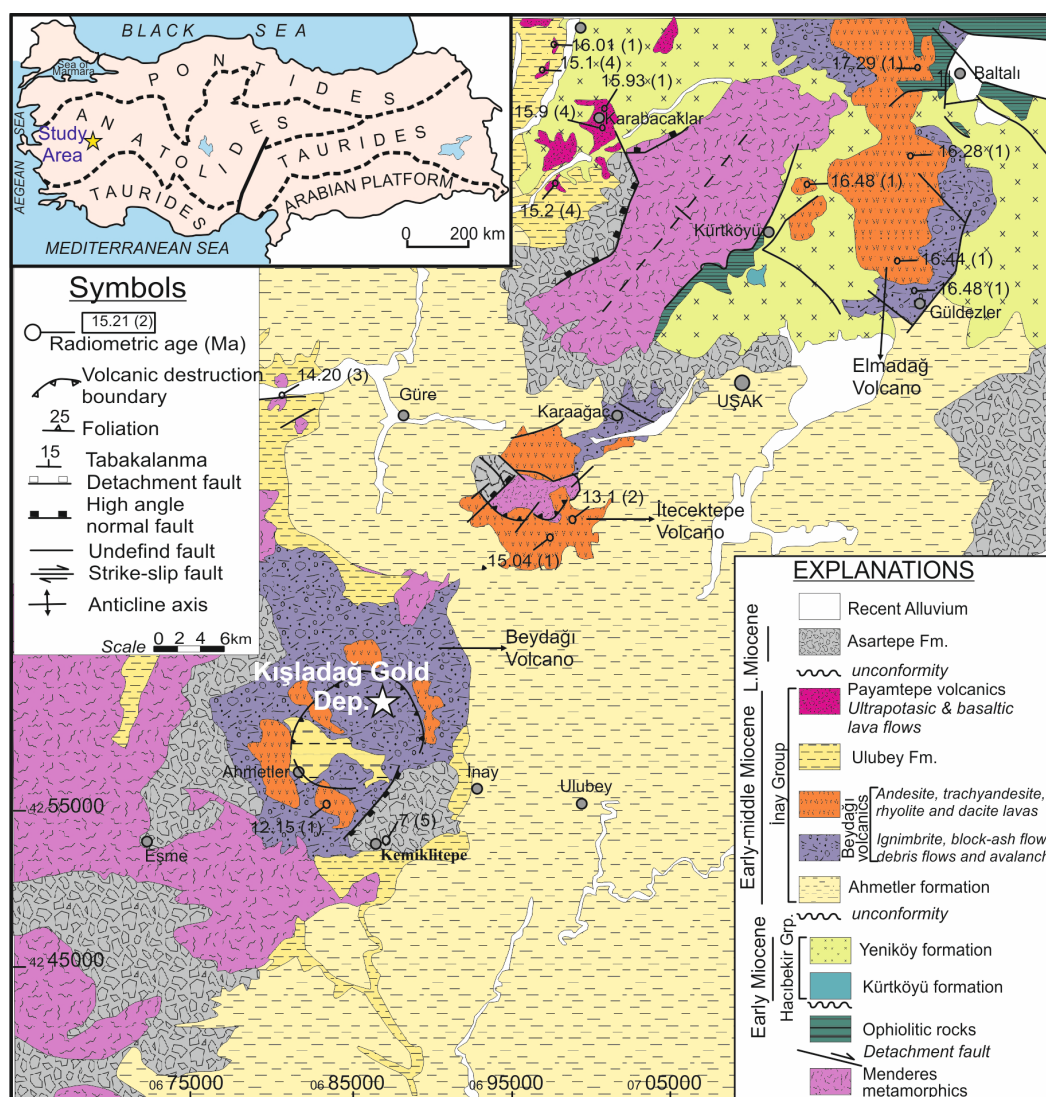 BLACK SEA
Sea of
Marmara
PONTIDES
ANATOLIDES
TAURIDES
TAURIDES
ARABIAN PLATFORM
AEGEAN SEA
Study
Area
MEDITERRANEAN SEA
0 200 km
Symbols
15.21 (2)
Radiometric age (Ma)
Volcanic destruction
boundary
25
Foliation
15
Tabakalanma
Detachment fault
High angle
normal fault
Undefind fault
Strike-slip fault
Anticline axis
Scale 0 2 4 6km
16.01 (1)
15.1 (4)
15.93 (1)
15.9 (4)
Karabacaklar
15.2 (4)
17.29 (1)
Baltalı
16.28 (1)
16.48 (1)
Kürtköyü
16.44 (1)
16.48 (1)
Güldezler
Elmadağ
Volcano
14.20 (3)
Güre
Karaağaç
UŞAK
13.1 (2)
İtecektepe
Volcano
15.04 (1)
Beydağı
Volcano
Kışladağ Gold
Dep.
Ahmetler
İnay
Ulubey
12.15 (1)
7 (5)
Kemiklitepe
Eşme
42 55000
42 45000
06 75000
06 85000
06 95000
07 05000
EXPLANATIONS
Recent Alluvium
L.Miocene
Asartepe Fm.
unconformity
Early-middle Miocene
İnay Group
Payamtepe volcanics
Ultrapotasic & basaltic
lava flows
Ulubey Fm.
Beydağı
volcanics
Andesite, trachyandesite,
rhyolite and dacite lavas
Ignimbrite, block-ash flow
debris flows and avalanch
Ahmetler formation
unconformity
Early Miocene
Hacıbekir Grp.
Yeniköy formation
Kürtköyü formation
Ophiolitic rocks
Detachment fault
Menderes
metamorphics